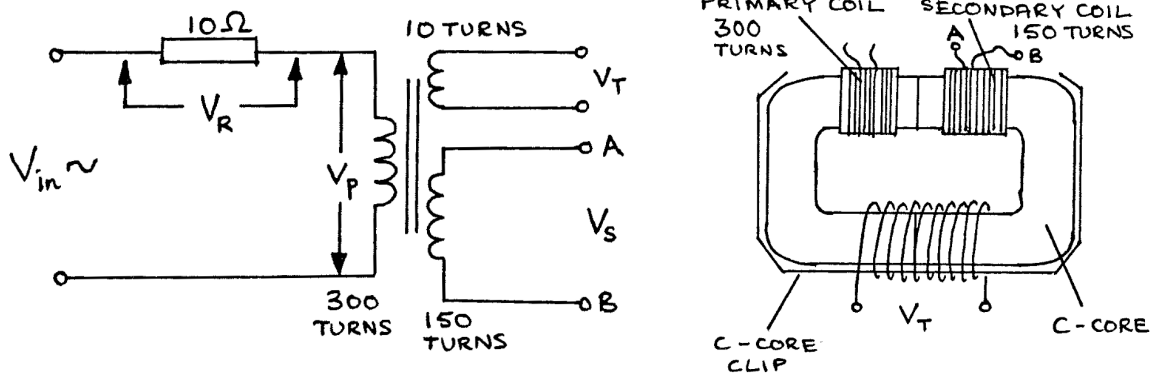 10Ω
10 TURNS
V_T
V_R
A
V_in ~
V_P
V_S
300
TURNS
150
TURNS
B
PRIMARY COIL
300
TURNS
SECONDARY COIL
150 TURNS
A
B
V_T
C-CORE
CLIP
C-CORE